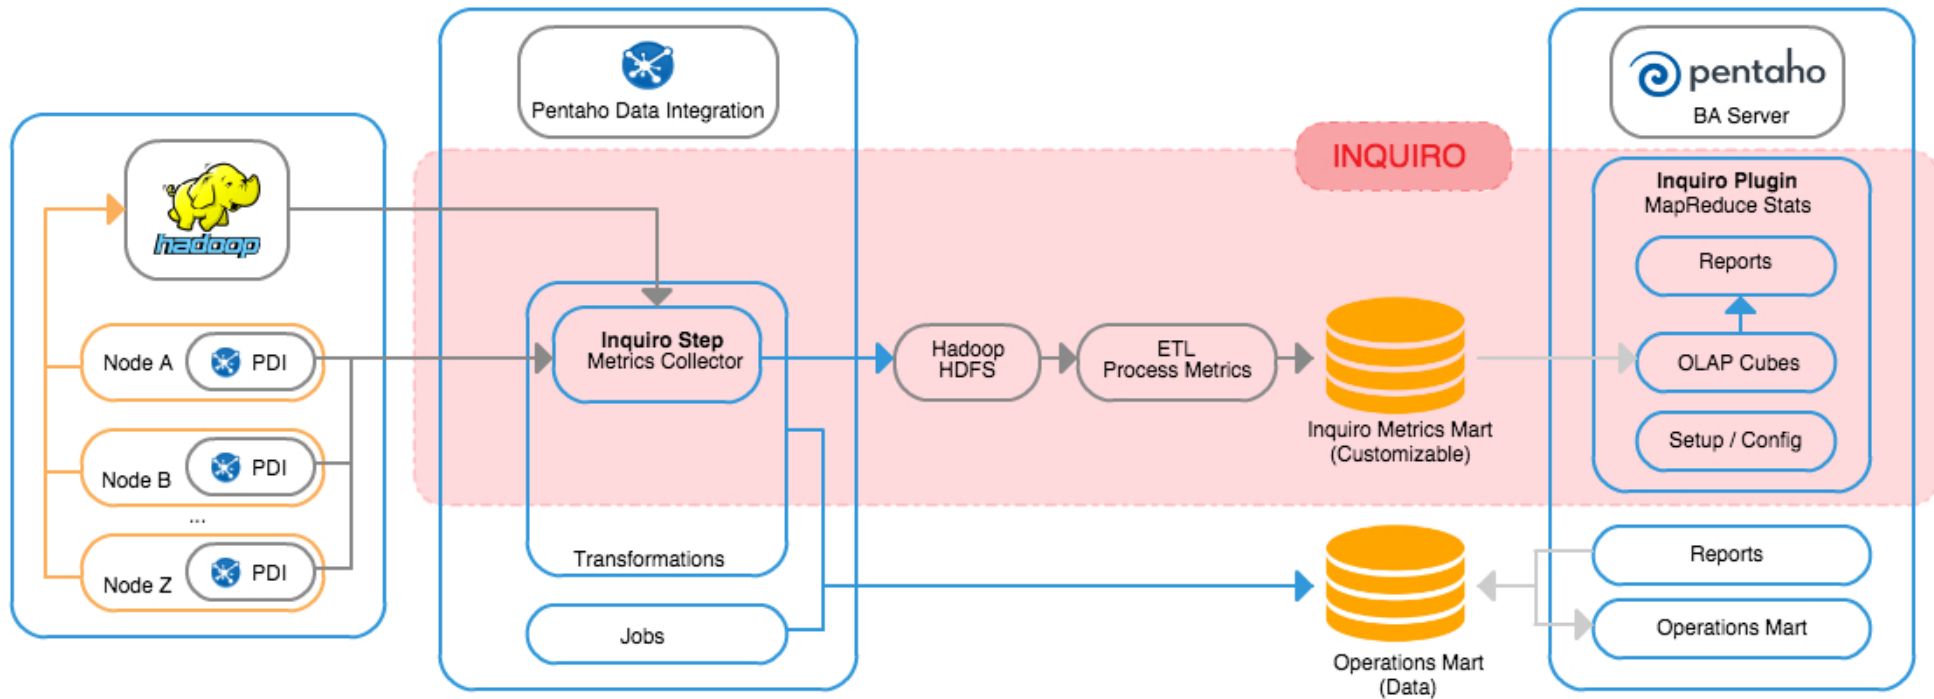 hadoop
Node A
PDI
Node B
PDI
...
Node Z
PDI
Pentaho Data Integration
Inquiro Step
Metrics Collector
Transformations
Jobs
INQUIRO
Hadoop
HDFS
ETL
Process Metrics
Inquiro Metrics Mart
(Customizable)
Operations Mart
(Data)
pentaho
BA Server
Inquiro Plugin
MapReduce Stats
Reports
OLAP Cubes
Setup / Config
Reports
Operations Mart